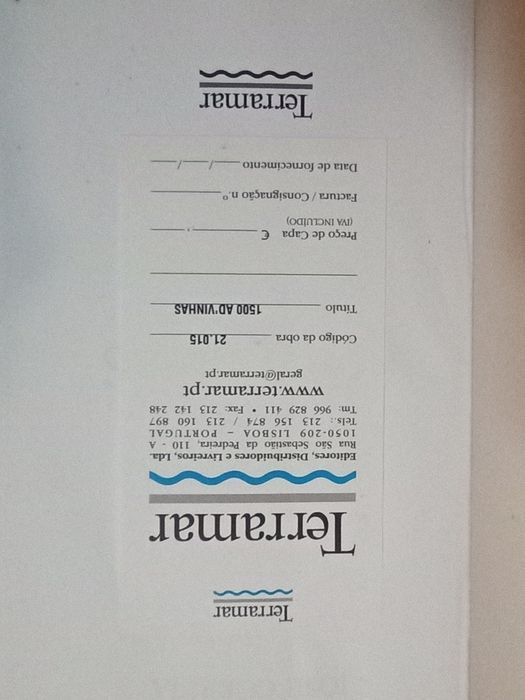 Terramar
Terramar
Editores, Distribuidores e Livreiros, Lda.
Rua São Sebastião da Pedreira, 110 - A
1050-209 LISBOA – PORTUGAL
Tels.: 213 156 874 / 213 160 897
Tm: 966 829 411 • Fax: 213 142 248
www.terramar.pt
geral@terramar.pt
Código da obra 21.015
Título 1500 AD'VINHAS
Preço de Capa € ,
(IVA INCLUÍDO)
Factura / Consignação n.º
Data de fornecimento / /
Terramar